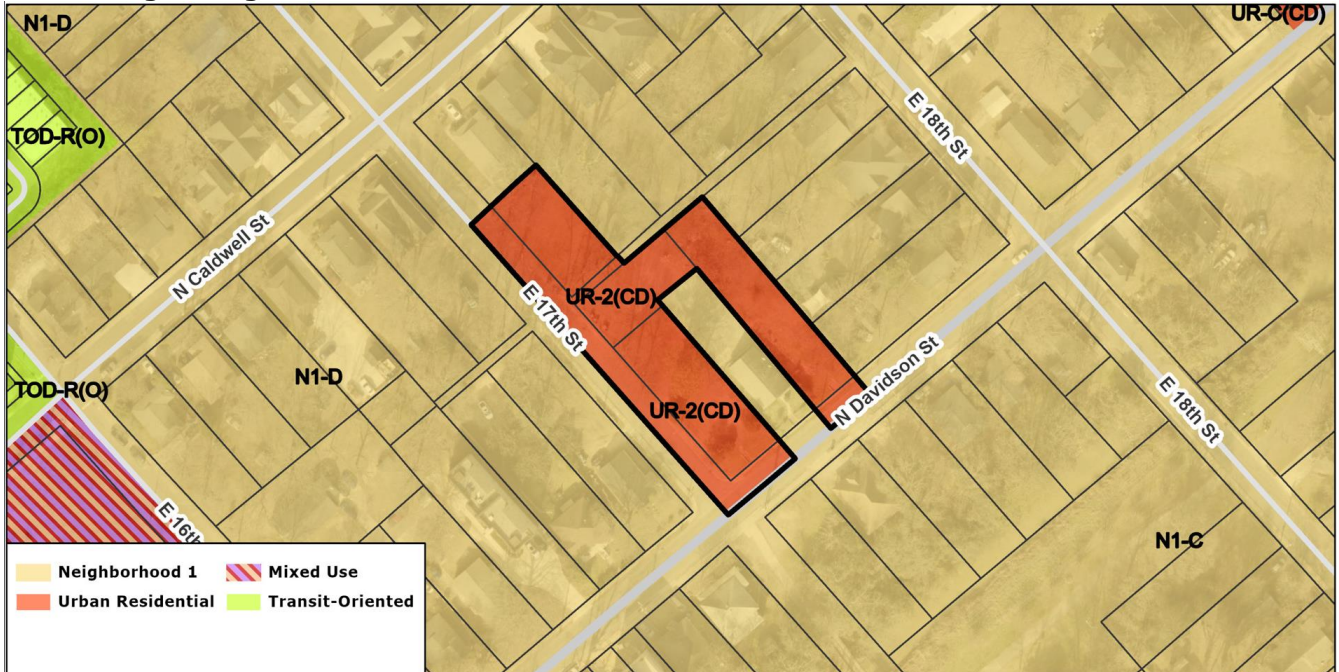 N1-D
UR-C(CD)
TOD-R(O)
E 18th St
N Caldwell St
UR-2(CD)
E 17th St
N1-D
TOD-R(O)
UR-2(CD)
N Davidson St
E 18th St
E 16th
N1-C
Neighborhood 1
Mixed Use
Urban Residential
Transit-Oriented